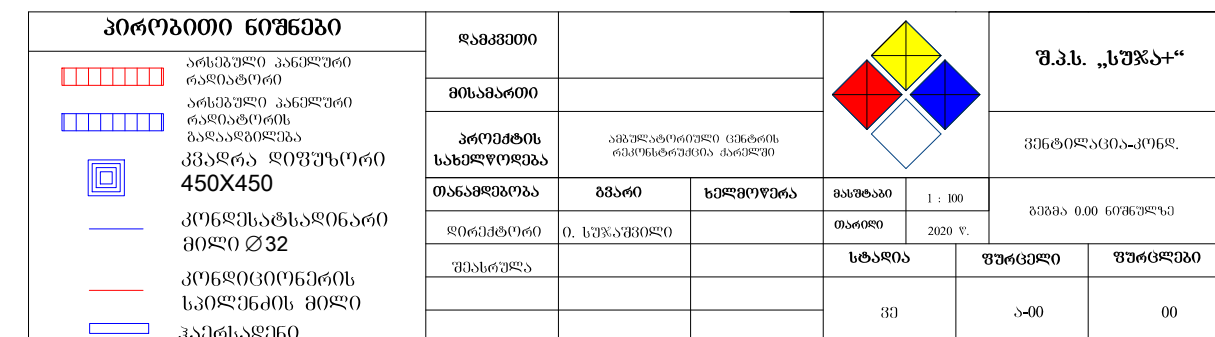 პირობითი ნიშნები
არსებული პანელური
რადიატორი
არსებული პანელური
რადიატორის
გადაადგილება
კვადრა დიფუზორი
450X450
კონდესატსადინარი
მილი ∅32
კონდიციონერის
სპილენძის მილი
ჰაერსადენი
დამკვეთი
მისამართი
პროექტის
სახელწოდება
ამბულატორიული ცენტრის
რეკონსტრუქცია ქარელში
თანამდებობა გვარი ხელმოწერა
დირექტორი ი. სუჯაშვილი
შეასრულა
მასშტაბი 1 : 100
თარიღი 2020 წ.
შ.პ.ს. „სუჯა+“
ვენტილაცია-კონდ.
გეგმა 0.00 ნიშნულზე
სტადია ფურცელი ფურცლები
ვე ა-00 00